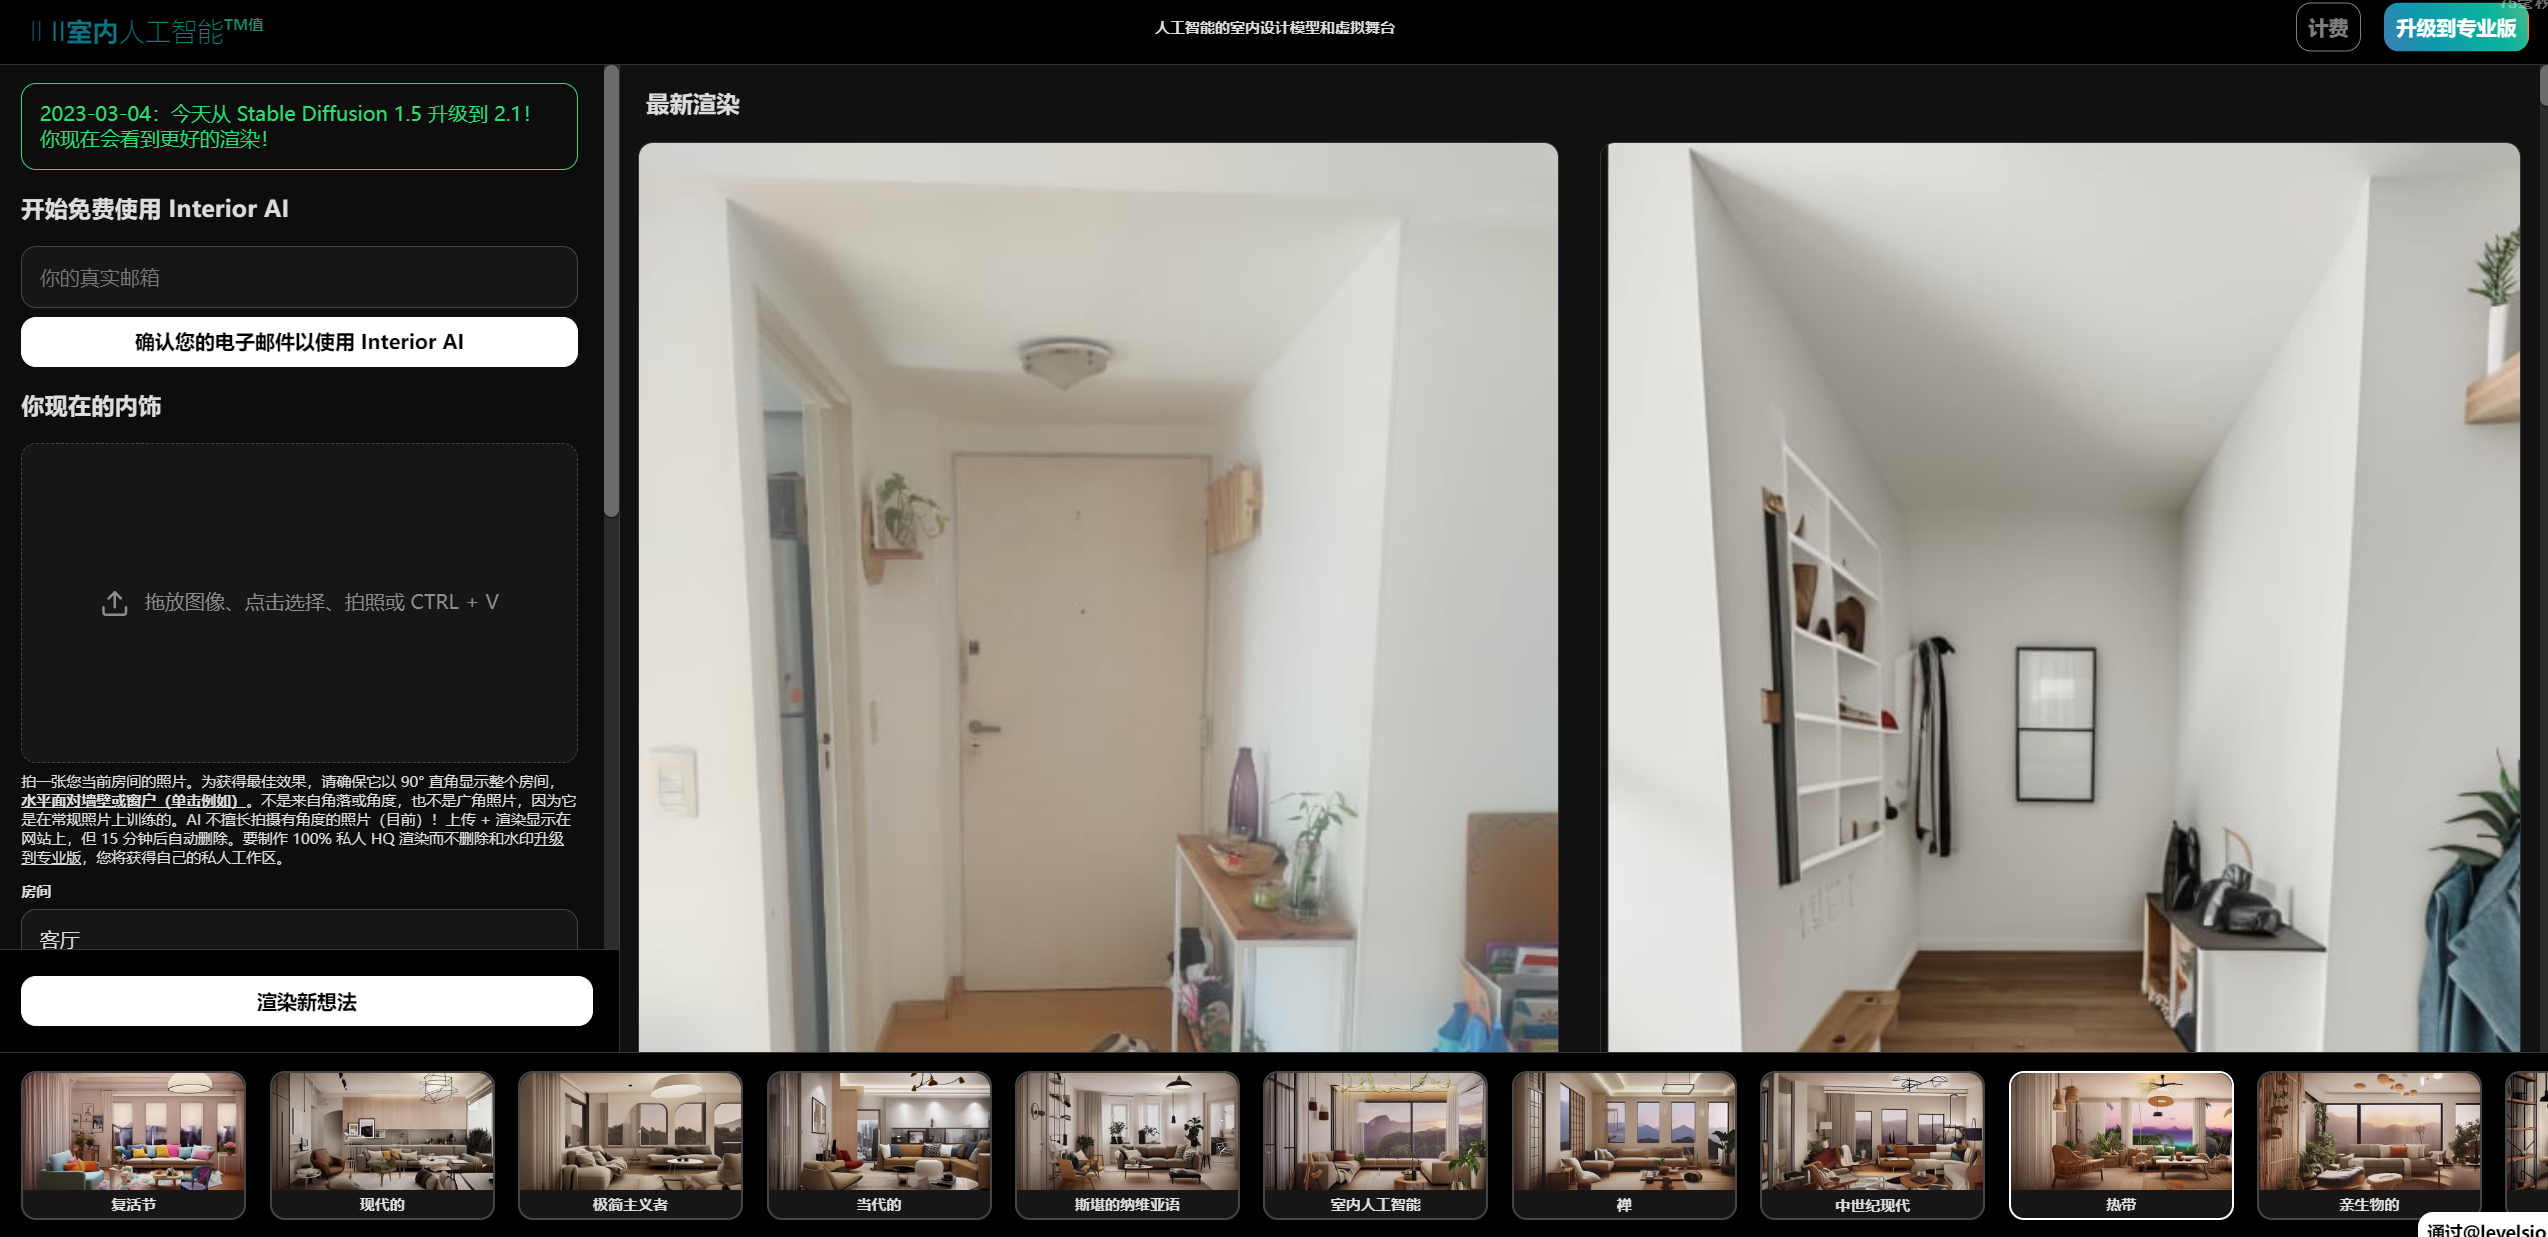 室内人工智能TM值
人工智能的室内设计模型和虚拟舞台
计费
升级到专业版
2023-03-04：今天从 Stable Diffusion 1.5 升级到 2.1！
你现在会看到更好的渲染！
开始免费使用 Interior AI
你的真实邮箱
确认您的电子邮件以使用 Interior AI
你现在的内饰
拖放图像、点击选择、拍照或 CTRL + V
拍一张您当前房间的照片。为获得最佳效果，请确保它以 90° 直角显示整个房间，
水平面对墙壁或窗户（单击例如）。不是来自角落或角度，也不是广角照片，因为它
是在常规照片上训练的。AI 不擅长拍摄有角度的照片（目前）！上传 + 渲染显示在
网站上，但 15 分钟后自动删除。要制作 100% 私人 HQ 渲染而不删除和水印升级
到专业版，您将获得自己的私人工作区。
房间
客厅
渲染新想法
最新渲染
复活节
现代的
极简主义者
当代的
斯堪的纳维亚语
室内人工智能
禅
中世纪现代
热带
亲生物的
通过@levelsio